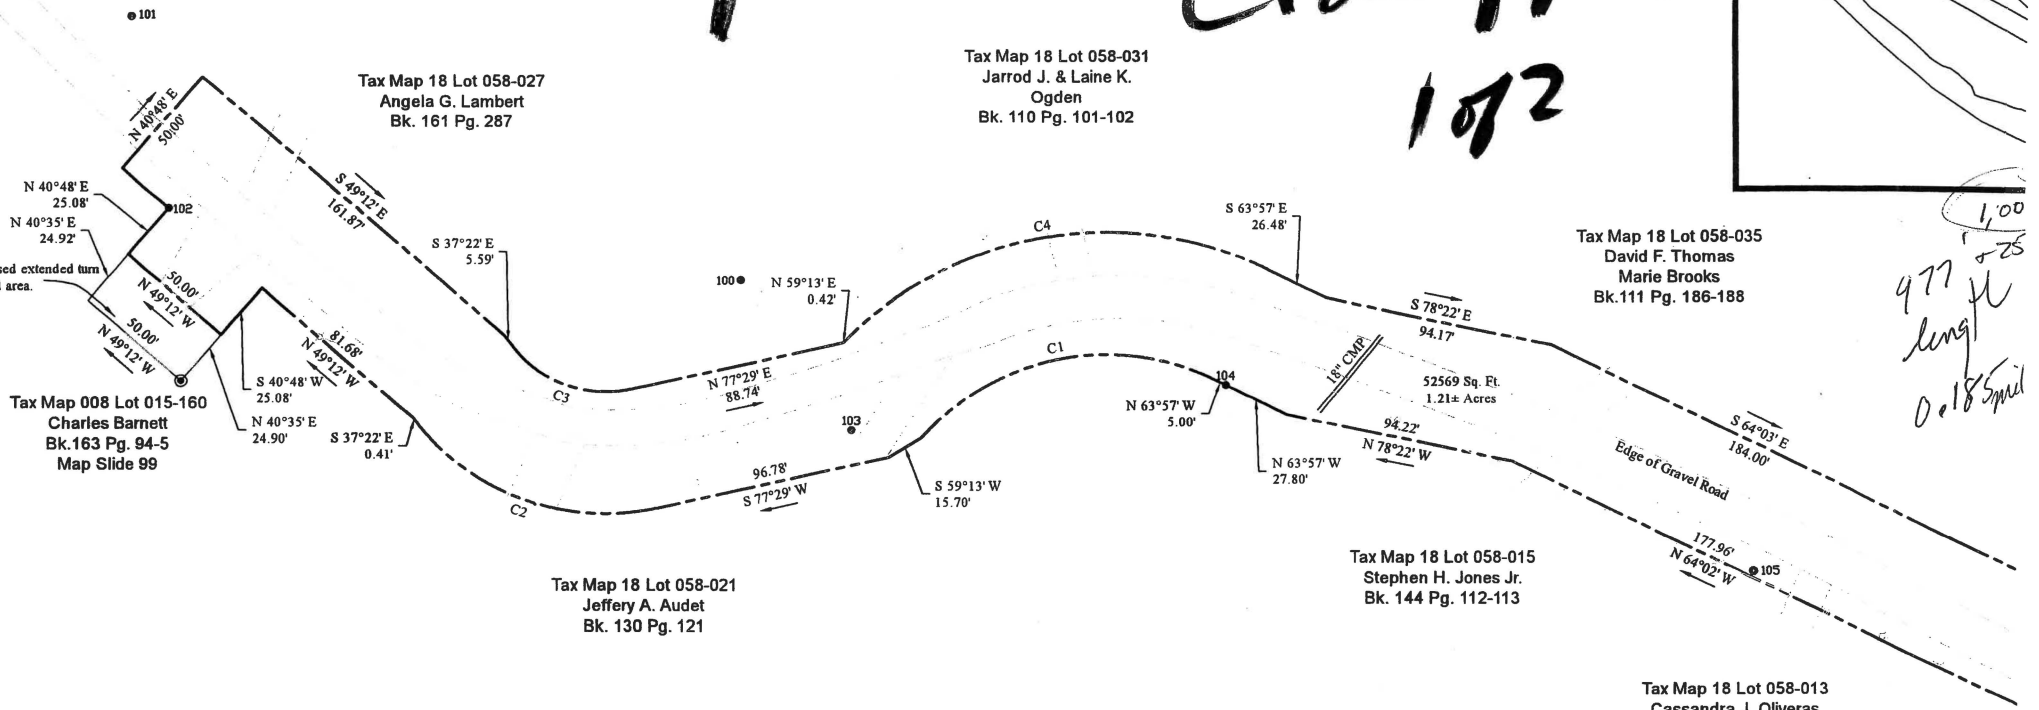 101
1 of 2
Tax Map 18 Lot 058-027
Angela G. Lambert
Bk. 161 Pg. 287
Tax Map 18 Lot 058-031
Jarrod J. & Laine K.
Ogden
Bk. 110 Pg. 101-102
N 40°48' E
50.00'
N 40°48' E
25.08'
102
N 40°35' E
24.92'
extended turn
area.
50.00'
N 49°12' W
50.00'
N 49°12' W
S 49°12' E
161.87'
S 37°22' E
5.59'
81.68'
N 49°12' W
S 40°48' W
25.08'
N 40°35' E
24.90'
S 37°22' E
0.41'
Tax Map 008 Lot 015-160
Charles Barnett
Bk.163 Pg. 94-5
Map Slide 99
C3
C2
100
N 59°13' E
0.42'
N 77°29' E
88.74'
103
96.78'
S 77°29' W
S 59°13' W
15.70'
C4
C1
S 63°57' E
26.48'
104
N 63°57' W
5.00'
N 63°57' W
27.80'
18" CMP
S 78°22' E
94.17'
52569 Sq. Ft.
1.21± Acres
94.22'
N 78°22' W
Tax Map 18 Lot 058-035
David F. Thomas
Marie Brooks
Bk.111 Pg. 186-188
977
length
S 64°03' E
184.00'
Edge of Gravel Road
177.96'
N 64°02' W
105
Tax Map 18 Lot 058-021
Jeffery A. Audet
Bk. 130 Pg. 121
Tax Map 18 Lot 058-015
Stephen H. Jones Jr.
Bk. 144 Pg. 112-113
Tax Map 18 Lot 058-013
Cassandra J. Oliveras